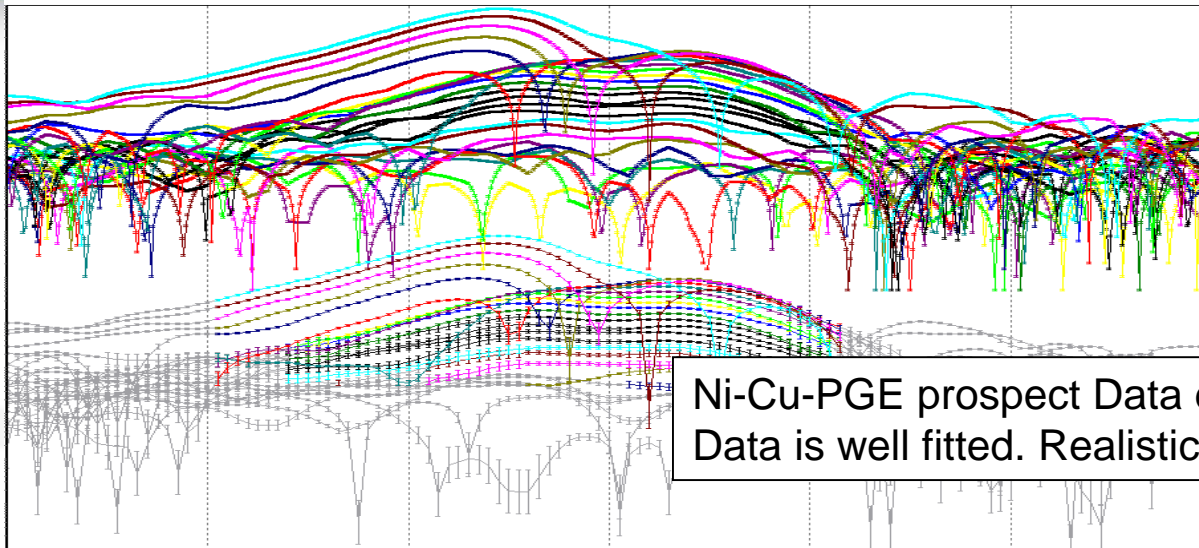 Ni-Cu-PGE prospect Data
Data is well fitted. Realistic